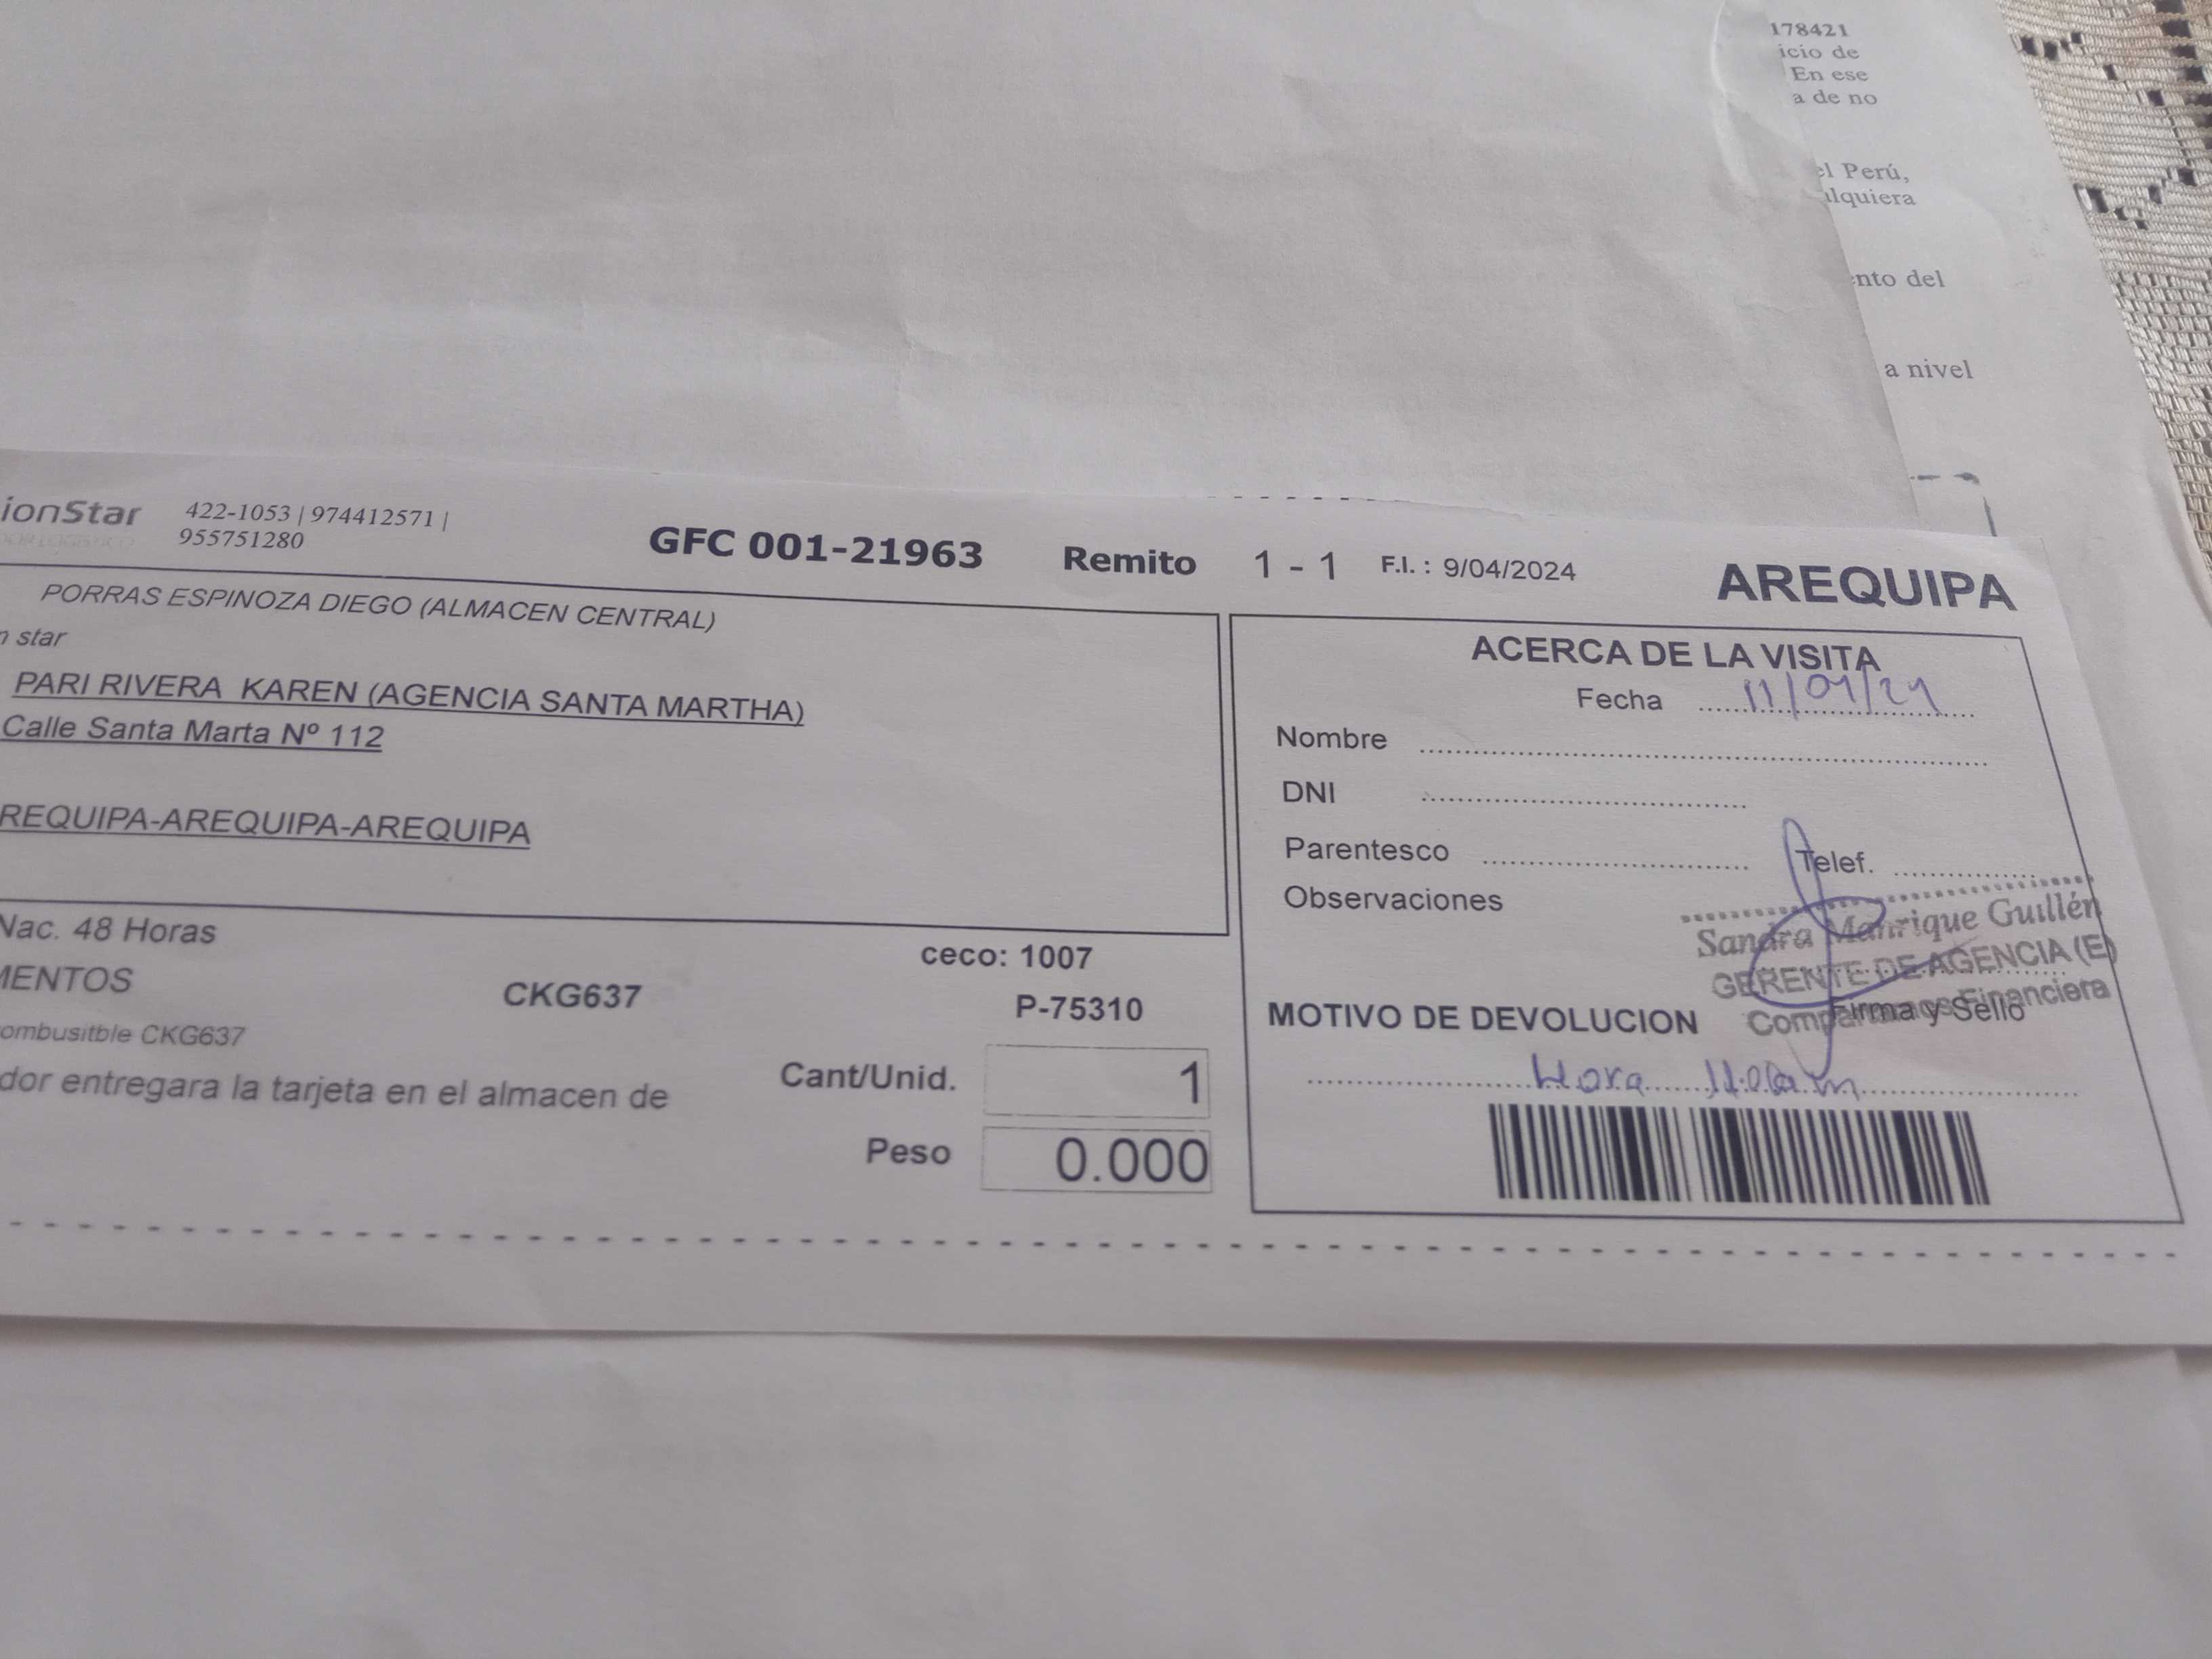 178421
icio de
En ese
a de no
el Perú,
alquiera
nto del
a nivel
ionStar
422-1053 | 974412571 |
955751280
GFC 001-21963 Remito 1 - 1 F.I. : 9/04/2024 AREQUIPA
PORRAS ESPINOZA DIEGO (ALMACEN CENTRAL)
n star
PARI RIVERA KAREN (AGENCIA SANTA MARTHA)
Calle Santa Marta Nº 112
REQUIPA-AREQUIPA-AREQUIPA
Nac. 48 Horas
ceco: 1007
MENTOS CKG637 P-75310
ombusitble CKG637
dor entregara la tarjeta en el almacen de
Cant/Unid. 1
Peso 0.000
ACERCA DE LA VISITA
Fecha 11/04/24
Nombre
DNI
Parentesco Telef.
Observaciones
Sandra Manrique Guillén
GERENTE DE AGENCIA (E)
Compartamos Financiera
Firma y Sello
MOTIVO DE DEVOLUCION
Hora 11:00am